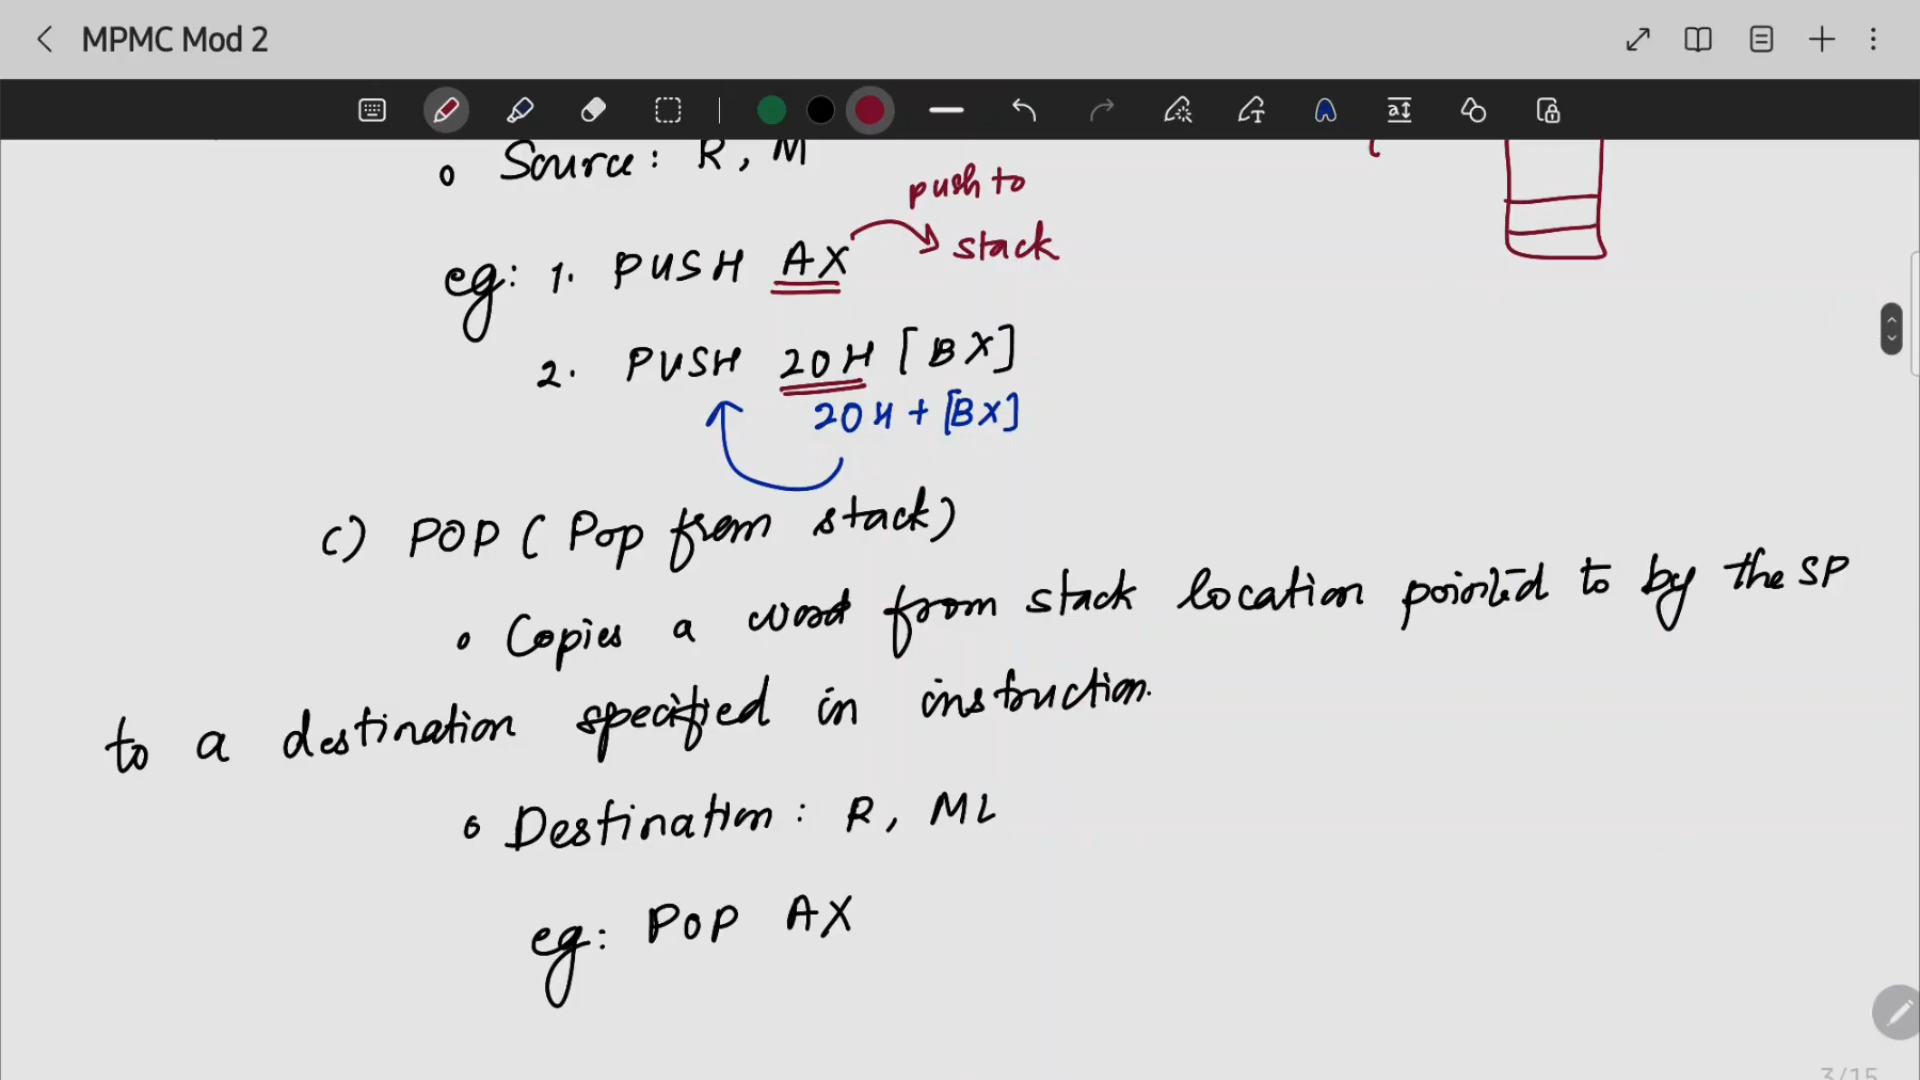 MPMC Mod 2
o Source: R, M
push to
stack
eg: 1. PUSH AX
2. PUSH 20H [BX]
20H + [BX]
c) POP ( Pop from stack)
o Copies a word from stack location pointed to by the SP
to a destination specified in instruction.
o Destination: R, ML
eg: POP AX
3/15